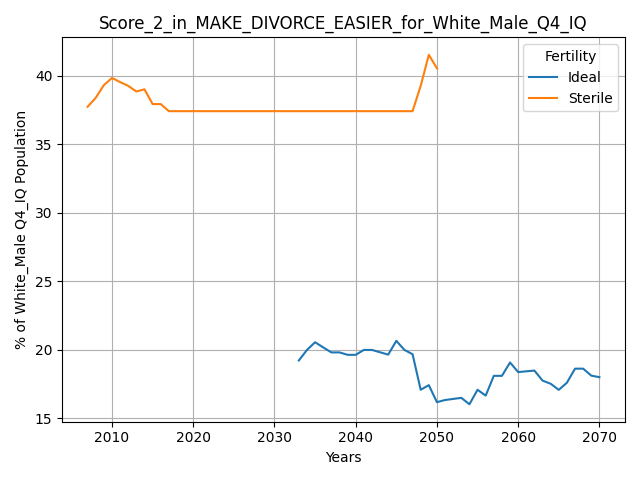 Score_2_in_MAKE_DIVORCE_EASIER_for_White_Male_Q4_IQ
Fertility
Ideal
Sterile
% of White_Male Q4_IQ Population
40
35
30
25
20
15
2010 2020 2030 2040 2050 2060 2070
Years